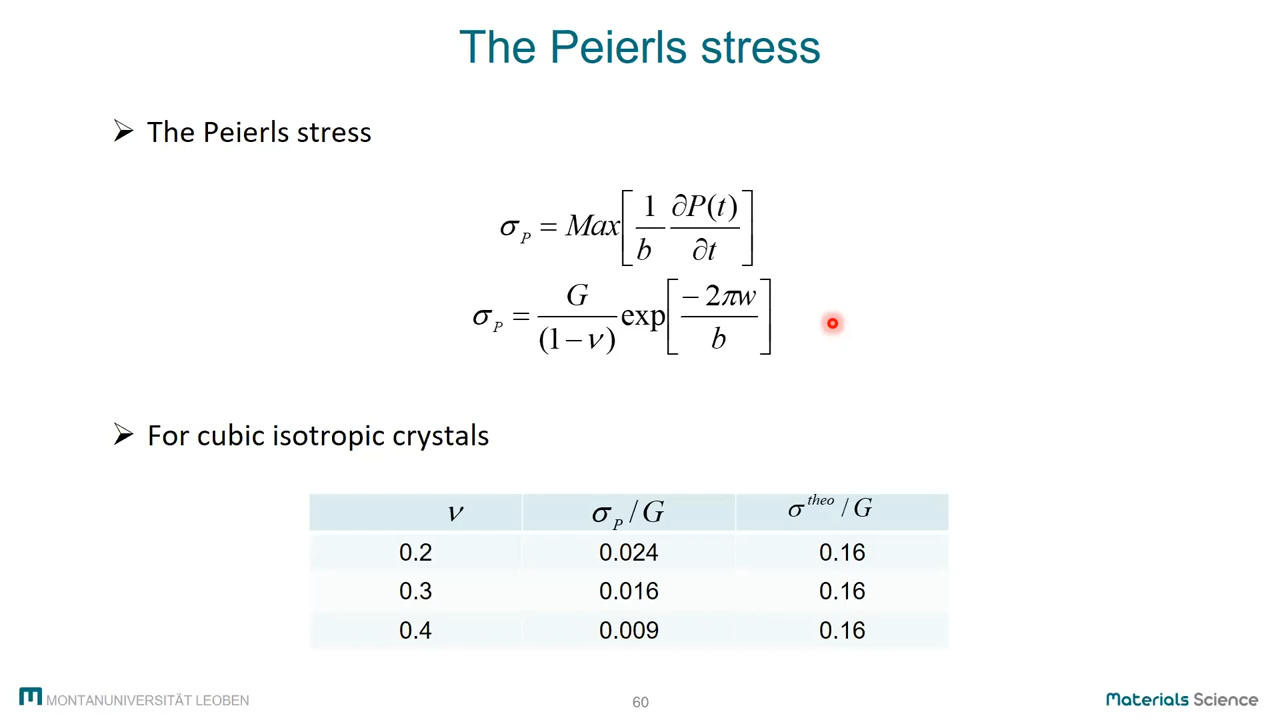 The Peierls stress
➢ The Peierls stress
σ_P = Max[ 1/b ∂P(t)/∂t ]
σ_P = G/(1−ν) exp[ −2πw/b ]
➢ For cubic isotropic crystals
ν σ_P / G σ^theo / G
0.2 0.024 0.16
0.3 0.016 0.16
0.4 0.009 0.16
MONTANUNIVERSITÄT LEOBEN 60 Materials Science